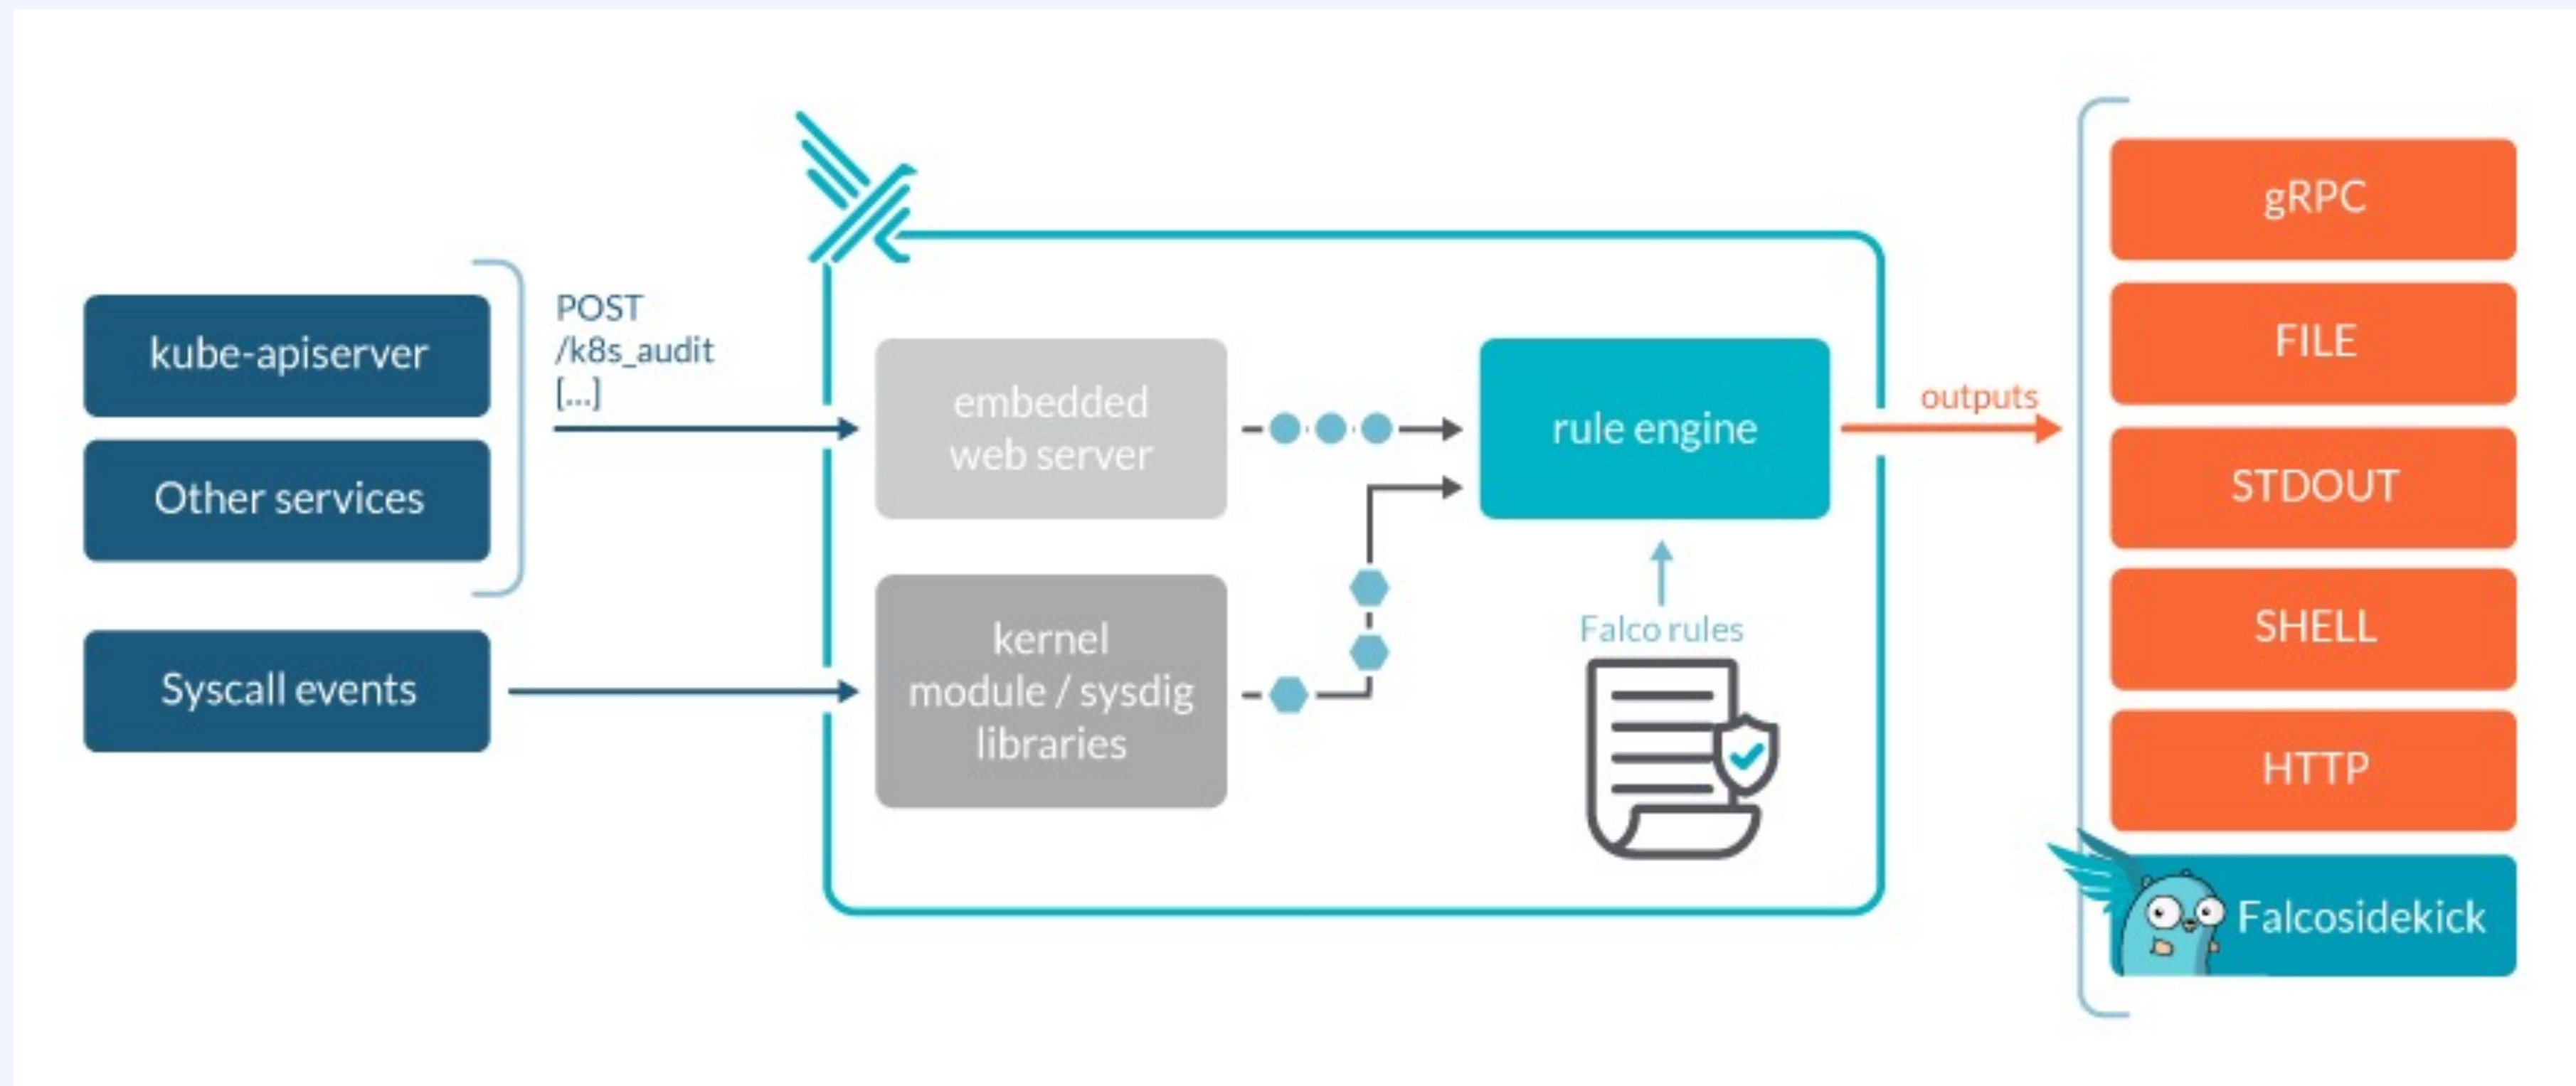 kube-apiserver
Other services
Syscall events
POST
/k8s_audit
[...]
embedded
web server
kernel
module / sysdig
libraries
rule engine
Falco rules
outputs
gRPC
FILE
STDOUT
SHELL
HTTP
Falcosidekick